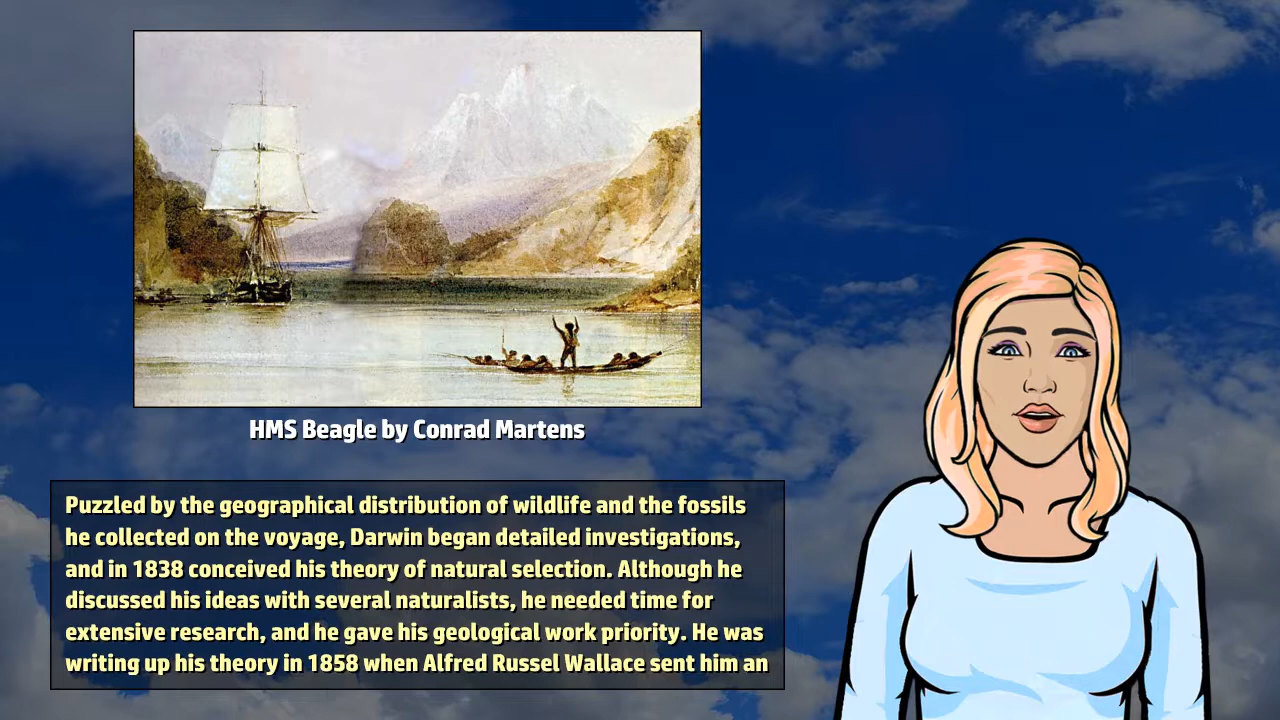 HMS Beagle by Conrad Martens
Puzzled by the geographical distribution of wildlife and the fossils
he collected on the voyage, Darwin began detailed investigations,
and in 1838 conceived his theory of natural selection. Although he
discussed his ideas with several naturalists, he needed time for
extensive research, and he gave his geological work priority. He was
writing up his theory in 1858 when Alfred Russel Wallace sent him an